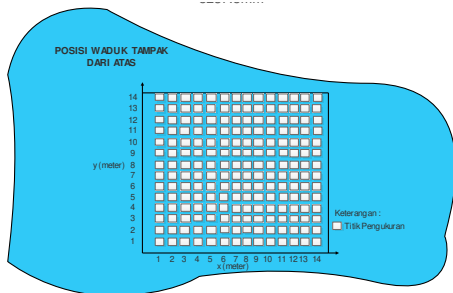 POSISI WADUK TAMPAK
DARI ATAS
14
13
12
11
10
9
y (meter) 8
7
6
5
4
3
2
1
1 2 3 4 5 6 7 8 9 10 11 12 13 14
x (meter)
Keterangan :
Titik Pengukuran